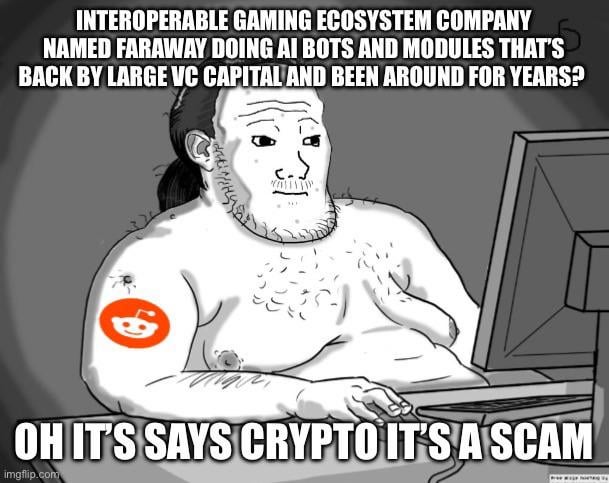 INTEROPERABLE GAMING ECOSYSTEM COMPANY
NAMED FARAWAY DOING AI BOTS AND MODULES THAT'S
BACK BY LARGE VC CAPITAL AND BEEN AROUND FOR YEARS?
OH IT'S SAYS CRYPTO IT'S A SCAM
imgflip.com